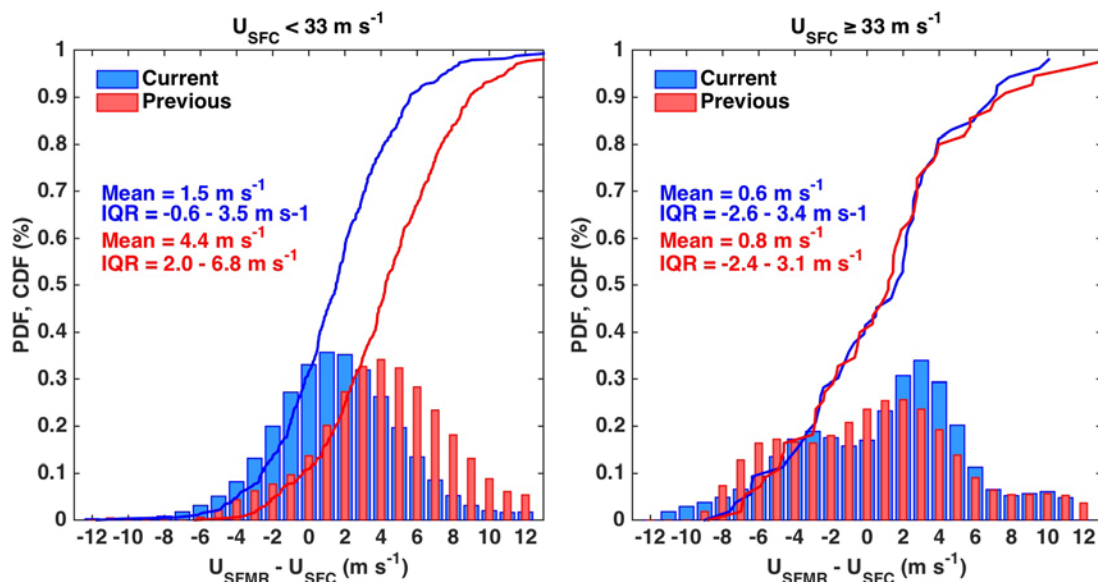 U_SFC < 33 m s^-1
1
0.9
0.8
0.7
0.6
0.5
0.4
0.3
0.2
0.1
0
PDF, CDF (%)
Current
Previous
Mean = 1.5 m s^-1
IQR = -0.6 - 3.5 m s-1
Mean = 4.4 m s^-1
IQR = 2.0 - 6.8 m s^-1
-12 -10 -8 -6 -4 -2 0 2 4 6 8 10 12
U_SFMR - U_SFC (m s^-1)
U_SFC ≥ 33 m s^-1
1
0.9
0.8
0.7
0.6
0.5
0.4
0.3
0.2
0.1
0
PDF, CDF (%)
Current
Previous
Mean = 0.6 m s^-1
IQR = -2.6 - 3.4 m s-1
Mean = 0.8 m s^-1
IQR = -2.4 - 3.1 m s^-1
-12 -10 -8 -6 -4 -2 0 2 4 6 8 10 12
U_SFMR - U_SFC (m s^-1)